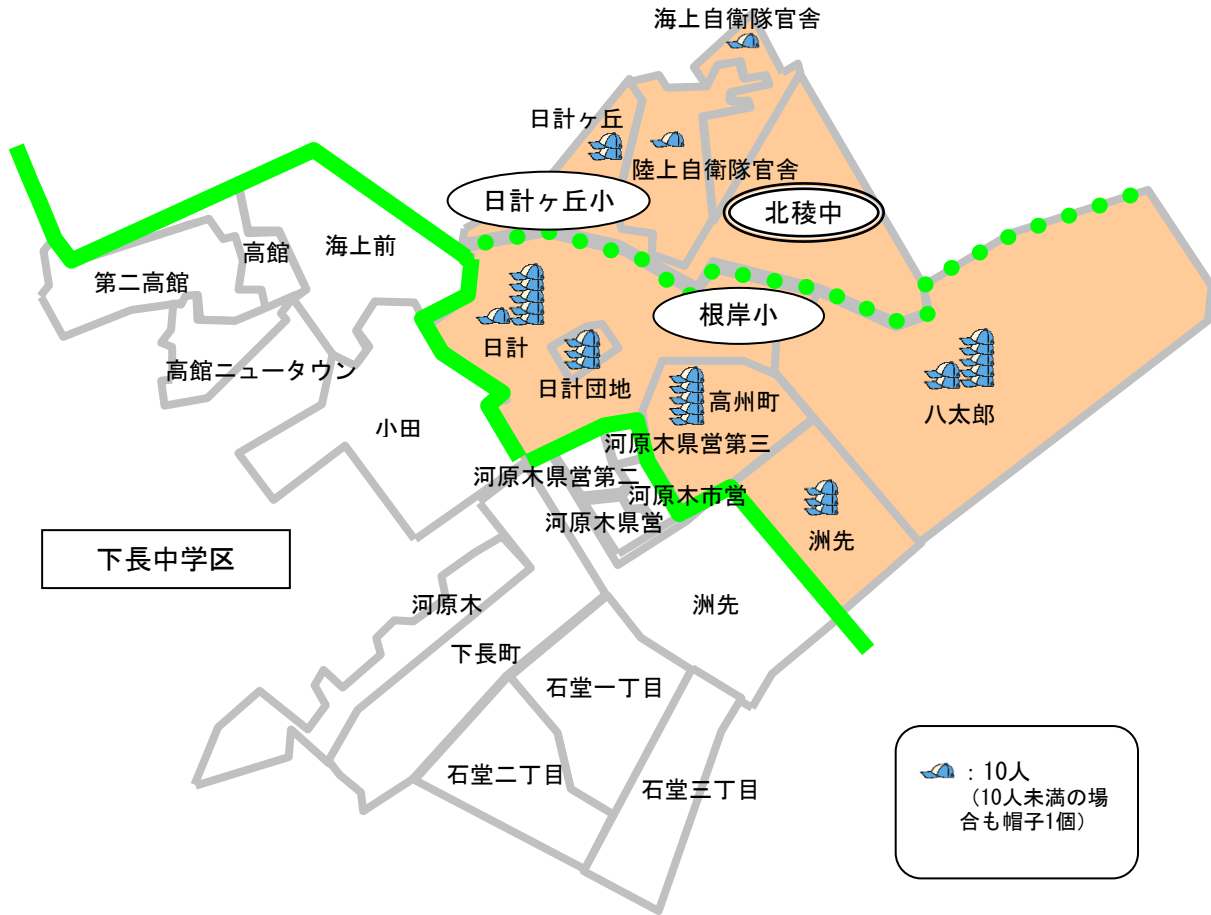 海上自衛隊官舎
日計ヶ丘
陸上自衛隊官舎
日計ヶ丘小
北稜中
高館
海上前
第二高館
根岸小
日計
高館ニュータウン
日計団地
高州町
八太郎
小田
河原木県営第三
河原木県営第二
河原木市営
河原木県営
洲先
下長中学区
河原木
洲先
下長町
石堂一丁目
石堂二丁目
石堂三丁目
：10人
（10人未満の場
合も帽子1個）